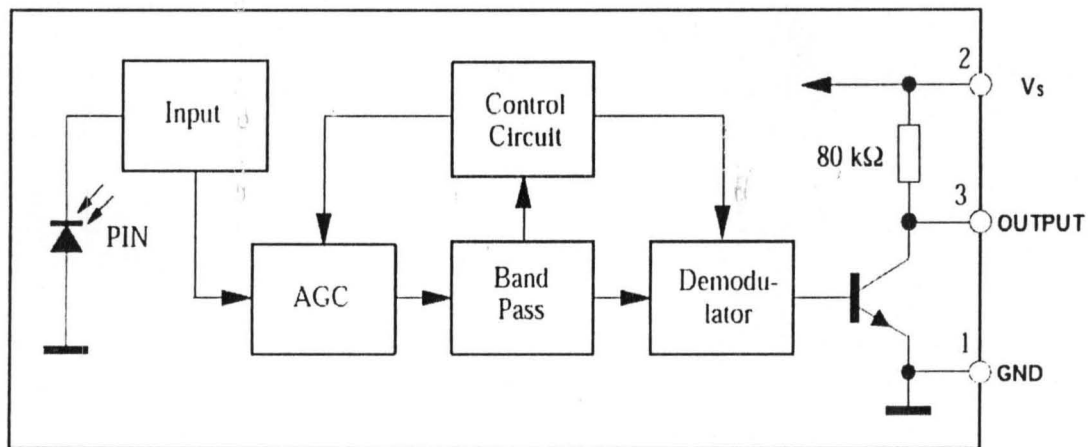 Input
Control
Circuit
2
Vs
80 kΩ
3
OUTPUT
PIN
AGC
Band
Pass
Demodu-
lator
1
GND